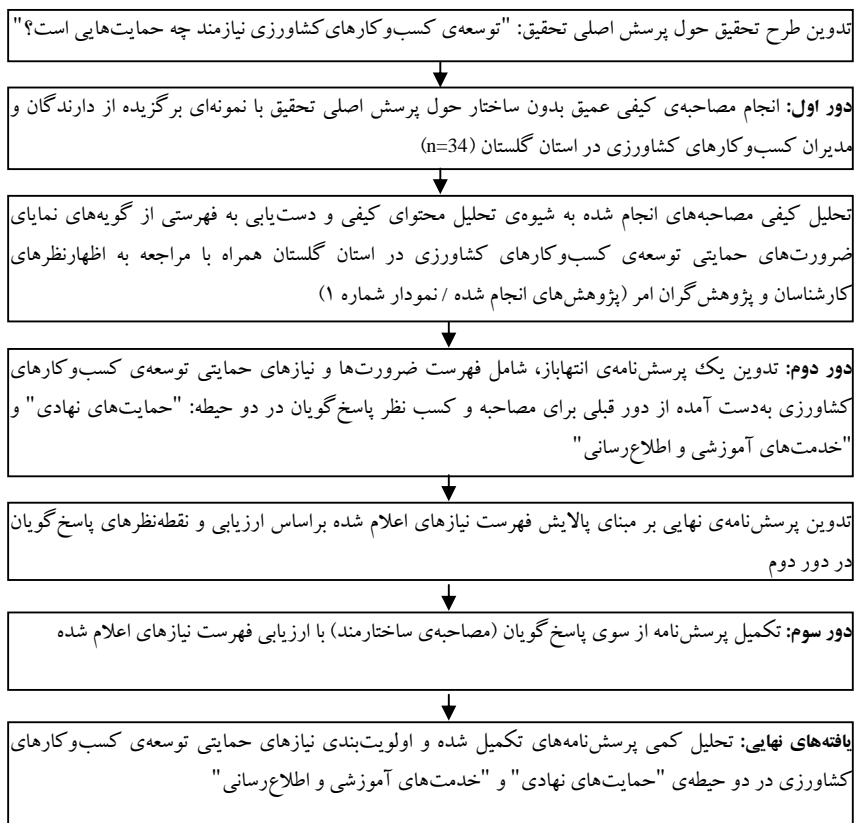 تدوین طرح تحقیق حول پرسش اصلی تحقیق: "توسعه‌ی کسب‌وکارهای کشاورزی نیازمند چه حمایت‌هایی است؟"
دور اول: انجام مصاحبه‌ی کیفی عمیق بدون ساختار حول پرسش اصلی تحقیق با نمونه‌ای برگزیده از دارندگان و
مدیران کسب‌وکارهای کشاورزی در استان گلستان (n=34)
تحلیل کیفی مصاحبه‌های انجام شده به شیوه‌ی تحلیل محتوای کیفی و دست‌یابی به فهرستی از گویه‌های نمایای
ضرورت‌های حمایتی توسعه‌ی کسب‌وکارهای کشاورزی در استان گلستان همراه با مراجعه به اظهارنظرهای
کارشناسان و پژوهش‌گران امر (پژوهش‌های انجام شده / نمودار شماره ۱)
دور دوم: تدوین یک پرسش‌نامه‌ی انتهاباز، شامل فهرست ضرورت‌ها و نیازهای حمایتی توسعه‌ی کسب‌وکارهای
کشاورزی به‌دست آمده از دور قبلی برای مصاحبه و کسب نظر پاسخ‌گویان در دو حیطه: "حمایت‌های نهادی" و
"خدمت‌های آموزشی و اطلاع‌رسانی"
تدوین پرسش‌نامه‌ی نهایی بر مبنای پالایش فهرست نیازهای اعلام شده براساس ارزیابی و نقطه‌نظرهای پاسخ‌گویان
در دور دوم
دور سوم: تکمیل پرسش‌نامه از سوی پاسخ‌گویان (مصاحبه‌ی ساختارمند) با ارزیابی فهرست نیازهای اعلام شده
یافته‌های نهایی: تحلیل کمی پرسش‌نامه‌های تکمیل شده و اولویت‌بندی نیازهای حمایتی توسعه‌ی کسب‌وکارهای
کشاورزی در دو حیطه‌ی "حمایت‌های نهادی" و "خدمت‌های آموزشی و اطلاع‌رسانی"